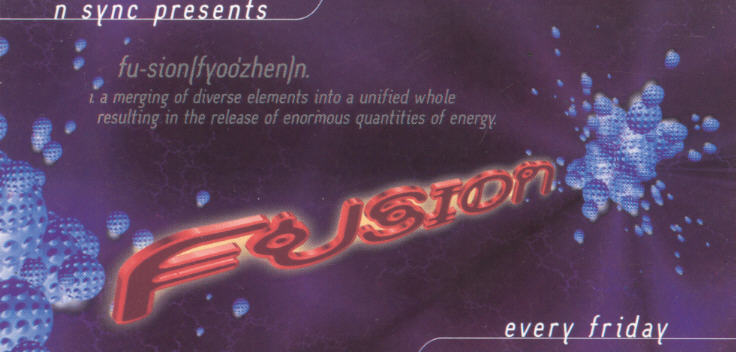 n sync presents
fu-sion[fyoo'zhen]n.
1. a merging of diverse elements into a unified whole
resulting in the release of enormous quantities of energy.
Fusion
every friday